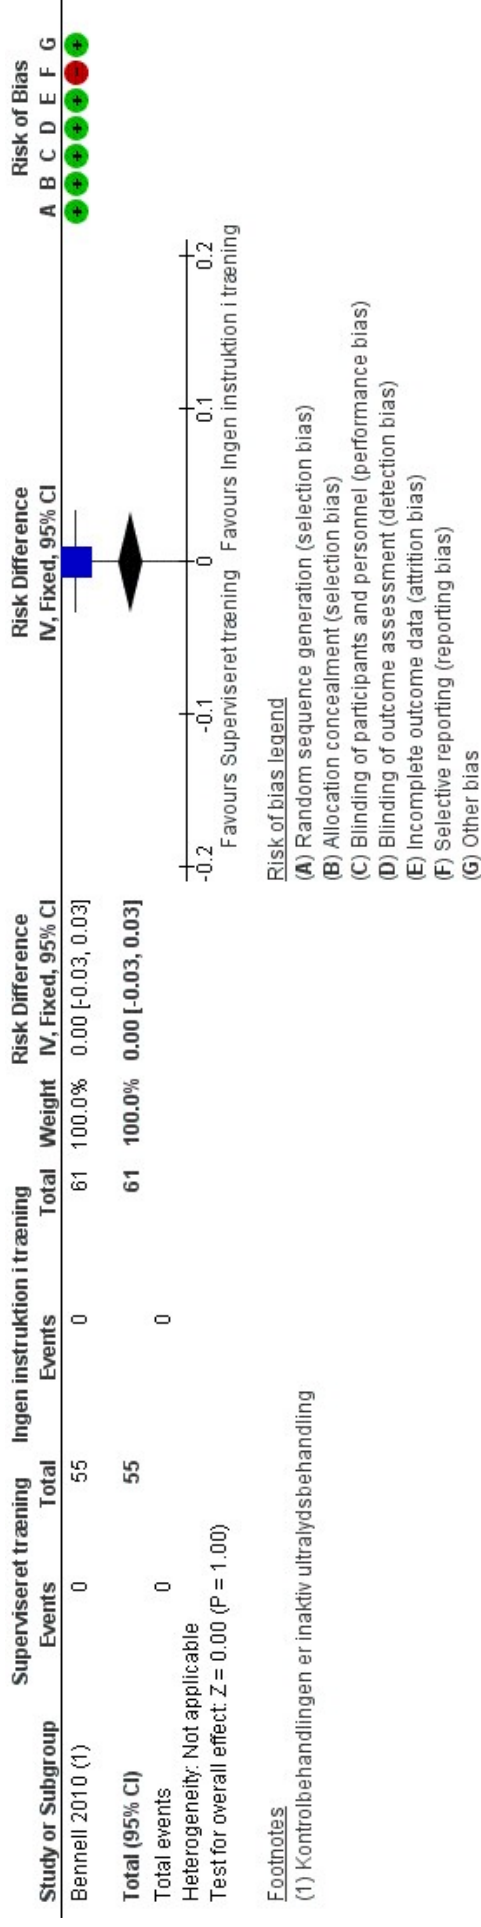 Superviseret træning Ingen instruktion i træning Risk Difference Risk Difference Risk of Bias
Study or Subgroup Events Total Events Total Weight IV, Fixed, 95% CI IV, Fixed, 95% CI A B C D E F G
Bennell 2010 (1) 0 55 0 61 100.0% 0.00 [-0.03, 0.03] + + + + + - +
Total (95% CI) 55 61 100.0% 0.00 [-0.03, 0.03]
Total events 0 0
Heterogeneity: Not applicable
Test for overall effect: Z = 0.00 (P = 1.00)
-0.2 -0.1 0 0.1 0.2
Favours Superviseret træning Favours Ingen instruktion i træning
Footnotes
(1) Kontrolbehandlingen er inaktiv ultralydsbehandling
Risk of bias legend
(A) Random sequence generation (selection bias)
(B) Allocation concealment (selection bias)
(C) Blinding of participants and personnel (performance bias)
(D) Blinding of outcome assessment (detection bias)
(E) Incomplete outcome data (attrition bias)
(F) Selective reporting (reporting bias)
(G) Other bias